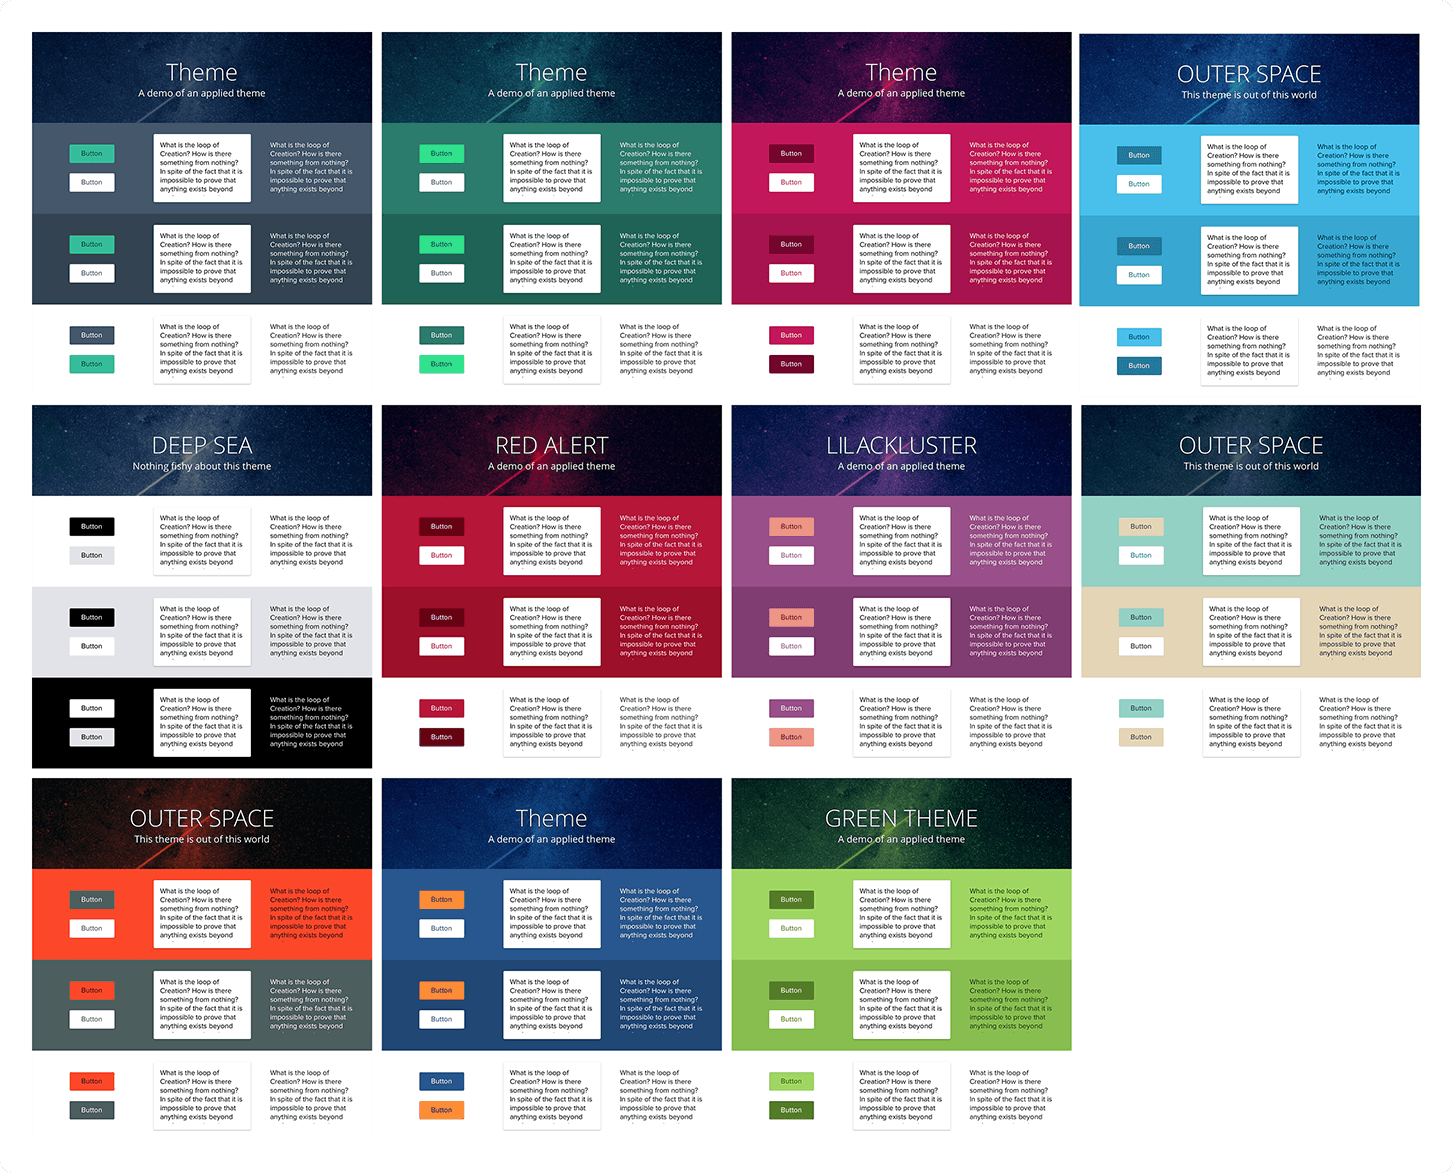 Theme
A demo of an applied theme
Button
Button
What is the loop of
Creation? How is there
something from nothing?
In spite of the fact that it is
impossible to prove that
anything exists beyond
What is the loop of
Creation? How is there
something from nothing?
In spite of the fact that it is
impossible to prove that
anything exists beyond
Button
Button
What is the loop of
Creation? How is there
something from nothing?
In spite of the fact that it is
impossible to prove that
anything exists beyond
What is the loop of
Creation? How is there
something from nothing?
In spite of the fact that it is
impossible to prove that
anything exists beyond
Button
Button
What is the loop of
Creation? How is there
something from nothing?
In spite of the fact that it is
impossible to prove that
anything exists beyond
What is the loop of
Creation? How is there
something from nothing?
In spite of the fact that it is
impossible to prove that
anything exists beyond
Theme
A demo of an applied theme
Button
Button
What is the loop of
Creation? How is there
something from nothing?
In spite of the fact that it is
impossible to prove that
anything exists beyond
What is the loop of
Creation? How is there
something from nothing?
In spite of the fact that it is
impossible to prove that
anything exists beyond
Button
Button
What is the loop of
Creation? How is there
something from nothing?
In spite of the fact that it is
impossible to prove that
anything exists beyond
What is the loop of
Creation? How is there
something from nothing?
In spite of the fact that it is
impossible to prove that
anything exists beyond
Button
Button
What is the loop of
Creation? How is there
something from nothing?
In spite of the fact that it is
impossible to prove that
anything exists beyond
What is the loop of
Creation? How is there
something from nothing?
In spite of the fact that it is
impossible to prove that
anything exists beyond
Theme
A demo of an applied theme
Button
Button
What is the loop of
Creation? How is there
something from nothing?
In spite of the fact that it is
impossible to prove that
anything exists beyond
What is the loop of
Creation? How is there
something from nothing?
In spite of the fact that it is
impossible to prove that
anything exists beyond
Button
Button
What is the loop of
Creation? How is there
something from nothing?
In spite of the fact that it is
impossible to prove that
anything exists beyond
What is the loop of
Creation? How is there
something from nothing?
In spite of the fact that it is
impossible to prove that
anything exists beyond
Button
Button
What is the loop of
Creation? How is there
something from nothing?
In spite of the fact that it is
impossible to prove that
anything exists beyond
What is the loop of
Creation? How is there
something from nothing?
In spite of the fact that it is
impossible to prove that
anything exists beyond
OUTER SPACE
This theme is out of this world
Button
Button
What is the loop of
Creation? How is there
something from nothing?
In spite of the fact that it is
impossible to prove that
anything exists beyond
What is the loop of
Creation? How is there
something from nothing?
In spite of the fact that it is
impossible to prove that
anything exists beyond
Button
Button
What is the loop of
Creation? How is there
something from nothing?
In spite of the fact that it is
impossible to prove that
anything exists beyond
What is the loop of
Creation? How is there
something from nothing?
In spite of the fact that it is
impossible to prove that
anything exists beyond
Button
Button
What is the loop of
Creation? How is there
something from nothing?
In spite of the fact that it is
impossible to prove that
anything exists beyond
What is the loop of
Creation? How is there
something from nothing?
In spite of the fact that it is
impossible to prove that
anything exists beyond
DEEP SEA
Nothing fishy about this theme
Button
Button
What is the loop of
Creation? How is there
something from nothing?
In spite of the fact that it is
impossible to prove that
anything exists beyond
What is the loop of
Creation? How is there
something from nothing?
In spite of the fact that it is
impossible to prove that
anything exists beyond
Button
Button
What is the loop of
Creation? How is there
something from nothing?
In spite of the fact that it is
impossible to prove that
anything exists beyond
What is the loop of
Creation? How is there
something from nothing?
In spite of the fact that it is
impossible to prove that
anything exists beyond
Button
Button
What is the loop of
Creation? How is there
something from nothing?
In spite of the fact that it is
impossible to prove that
anything exists beyond
What is the loop of
Creation? How is there
something from nothing?
In spite of the fact that it is
impossible to prove that
anything exists beyond
RED ALERT
A demo of an applied theme
Button
Button
What is the loop of
Creation? How is there
something from nothing?
In spite of the fact that it is
impossible to prove that
anything exists beyond
What is the loop of
Creation? How is there
something from nothing?
In spite of the fact that it is
impossible to prove that
anything exists beyond
Button
Button
What is the loop of
Creation? How is there
something from nothing?
In spite of the fact that it is
impossible to prove that
anything exists beyond
What is the loop of
Creation? How is there
something from nothing?
In spite of the fact that it is
impossible to prove that
anything exists beyond
Button
Button
What is the loop of
Creation? How is there
something from nothing?
In spite of the fact that it is
impossible to prove that
anything exists beyond
What is the loop of
Creation? How is there
something from nothing?
In spite of the fact that it is
impossible to prove that
anything exists beyond
LILACKLUSTER
A demo of an applied theme
Button
Button
What is the loop of
Creation? How is there
something from nothing?
In spite of the fact that it is
impossible to prove that
anything exists beyond
What is the loop of
Creation? How is there
something from nothing?
In spite of the fact that it is
impossible to prove that
anything exists beyond
Button
Button
What is the loop of
Creation? How is there
something from nothing?
In spite of the fact that it is
impossible to prove that
anything exists beyond
What is the loop of
Creation? How is there
something from nothing?
In spite of the fact that it is
impossible to prove that
anything exists beyond
Button
Button
What is the loop of
Creation? How is there
something from nothing?
In spite of the fact that it is
impossible to prove that
anything exists beyond
What is the loop of
Creation? How is there
something from nothing?
In spite of the fact that it is
impossible to prove that
anything exists beyond
OUTER SPACE
This theme is out of this world
Button
Button
What is the loop of
Creation? How is there
something from nothing?
In spite of the fact that it is
impossible to prove that
anything exists beyond
What is the loop of
Creation? How is there
something from nothing?
In spite of the fact that it is
impossible to prove that
anything exists beyond
Button
Button
What is the loop of
Creation? How is there
something from nothing?
In spite of the fact that it is
impossible to prove that
anything exists beyond
What is the loop of
Creation? How is there
something from nothing?
In spite of the fact that it is
impossible to prove that
anything exists beyond
Button
Button
What is the loop of
Creation? How is there
something from nothing?
In spite of the fact that it is
impossible to prove that
anything exists beyond
What is the loop of
Creation? How is there
something from nothing?
In spite of the fact that it is
impossible to prove that
anything exists beyond
OUTER SPACE
This theme is out of this world
Button
Button
What is the loop of
Creation? How is there
something from nothing?
In spite of the fact that it is
impossible to prove that
anything exists beyond
What is the loop of
Creation? How is there
something from nothing?
In spite of the fact that it is
impossible to prove that
anything exists beyond
Button
Button
What is the loop of
Creation? How is there
something from nothing?
In spite of the fact that it is
impossible to prove that
anything exists beyond
What is the loop of
Creation? How is there
something from nothing?
In spite of the fact that it is
impossible to prove that
anything exists beyond
Button
Button
What is the loop of
Creation? How is there
something from nothing?
In spite of the fact that it is
impossible to prove that
anything exists beyond
What is the loop of
Creation? How is there
something from nothing?
In spite of the fact that it is
impossible to prove that
anything exists beyond
Theme
A demo of an applied theme
Button
Button
What is the loop of
Creation? How is there
something from nothing?
In spite of the fact that it is
impossible to prove that
anything exists beyond
What is the loop of
Creation? How is there
something from nothing?
In spite of the fact that it is
impossible to prove that
anything exists beyond
Button
Button
What is the loop of
Creation? How is there
something from nothing?
In spite of the fact that it is
impossible to prove that
anything exists beyond
What is the loop of
Creation? How is there
something from nothing?
In spite of the fact that it is
impossible to prove that
anything exists beyond
Button
Button
What is the loop of
Creation? How is there
something from nothing?
In spite of the fact that it is
impossible to prove that
anything exists beyond
What is the loop of
Creation? How is there
something from nothing?
In spite of the fact that it is
impossible to prove that
anything exists beyond
GREEN THEME
A demo of an applied theme
Button
Button
What is the loop of
Creation? How is there
something from nothing?
In spite of the fact that it is
impossible to prove that
anything exists beyond
What is the loop of
Creation? How is there
something from nothing?
In spite of the fact that it is
impossible to prove that
anything exists beyond
Button
Button
What is the loop of
Creation? How is there
something from nothing?
In spite of the fact that it is
impossible to prove that
anything exists beyond
What is the loop of
Creation? How is there
something from nothing?
In spite of the fact that it is
impossible to prove that
anything exists beyond
Button
Button
What is the loop of
Creation? How is there
something from nothing?
In spite of the fact that it is
impossible to prove that
anything exists beyond
What is the loop of
Creation? How is there
something from nothing?
In spite of the fact that it is
impossible to prove that
anything exists beyond